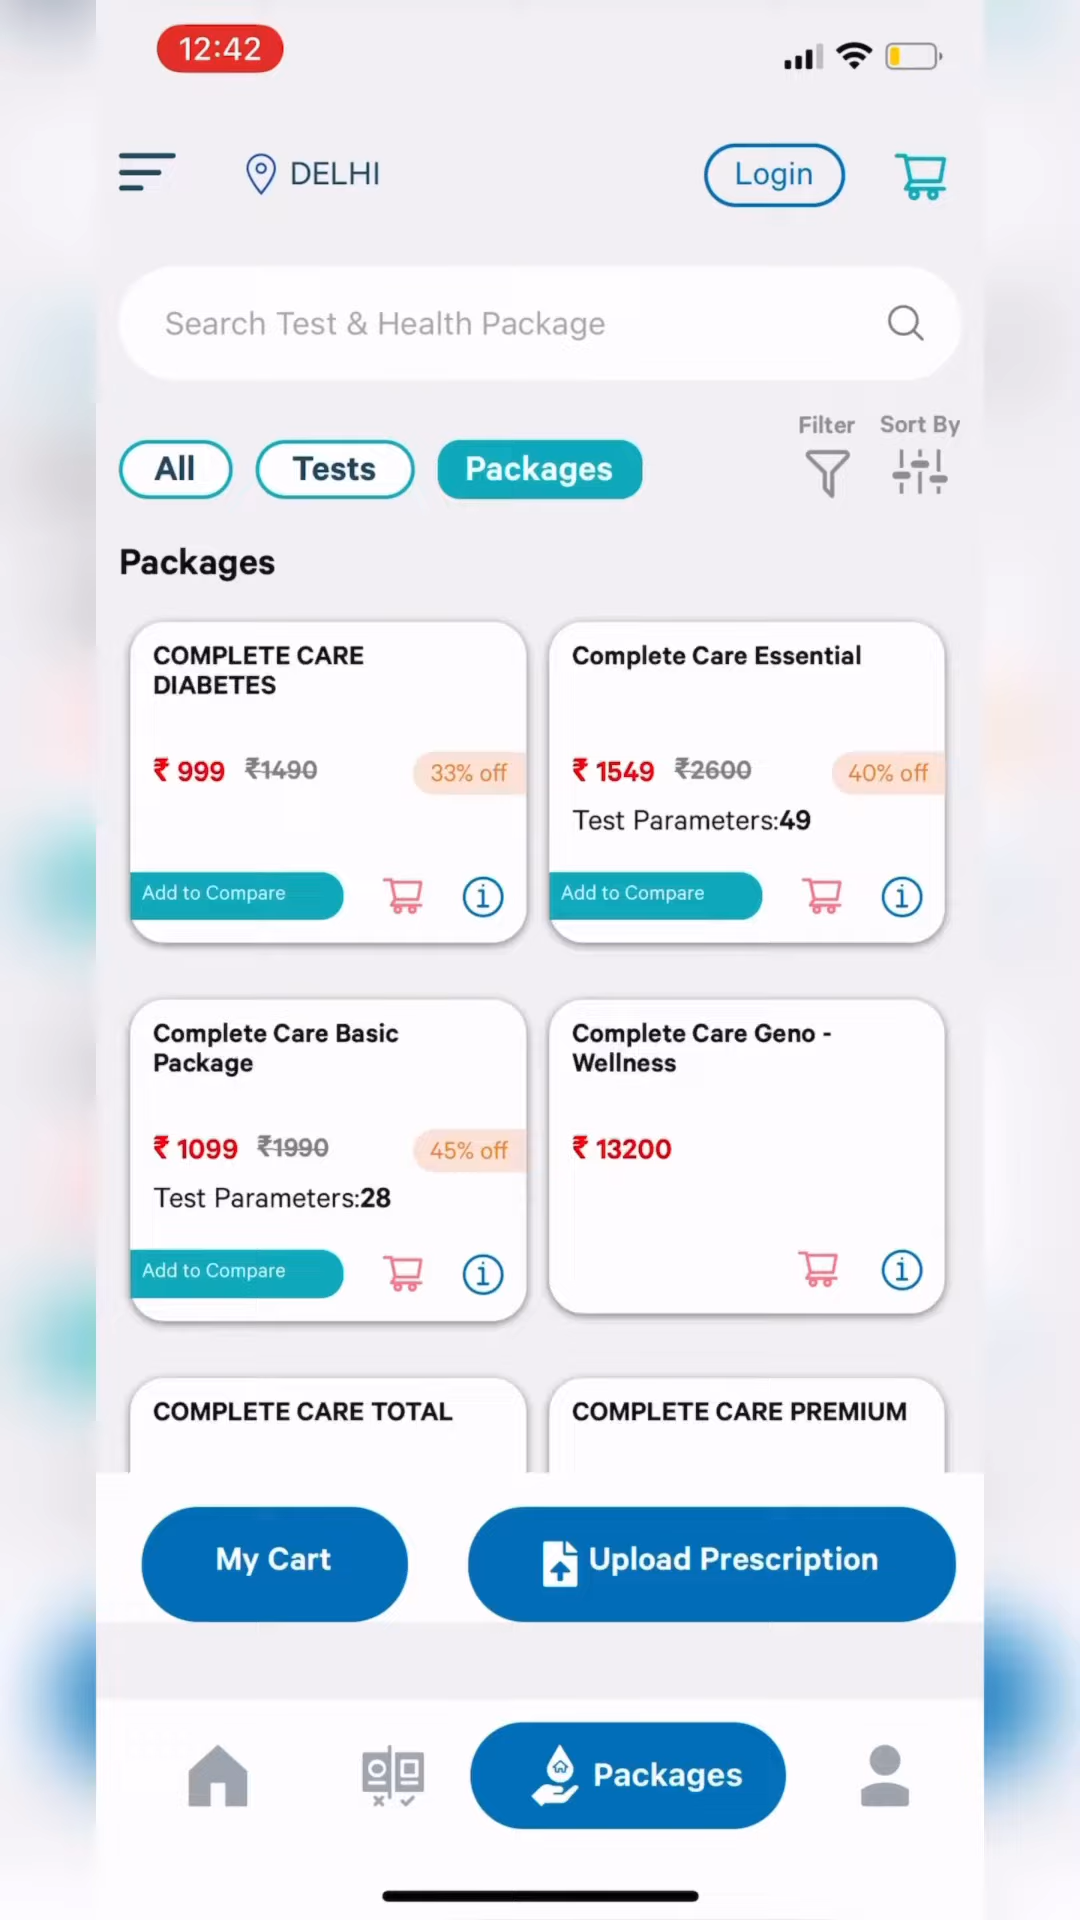 12:42
DELHI
Login
Search Test & Health Package
Filter
Sort By
All
Tests
Packages
Packages
COMPLETE CARE
DIABETES
₹ 999 ₹1490
33% off
Add to Compare
Complete Care Essential
₹ 1549 ₹2600
40% off
Test Parameters:49
Add to Compare
Complete Care Basic
Package
₹ 1099 ₹1990
45% off
Test Parameters:28
Add to Compare
Complete Care Geno -
Wellness
₹ 13200
COMPLETE CARE TOTAL
COMPLETE CARE PREMIUM
My Cart
Upload Prescription
Packages